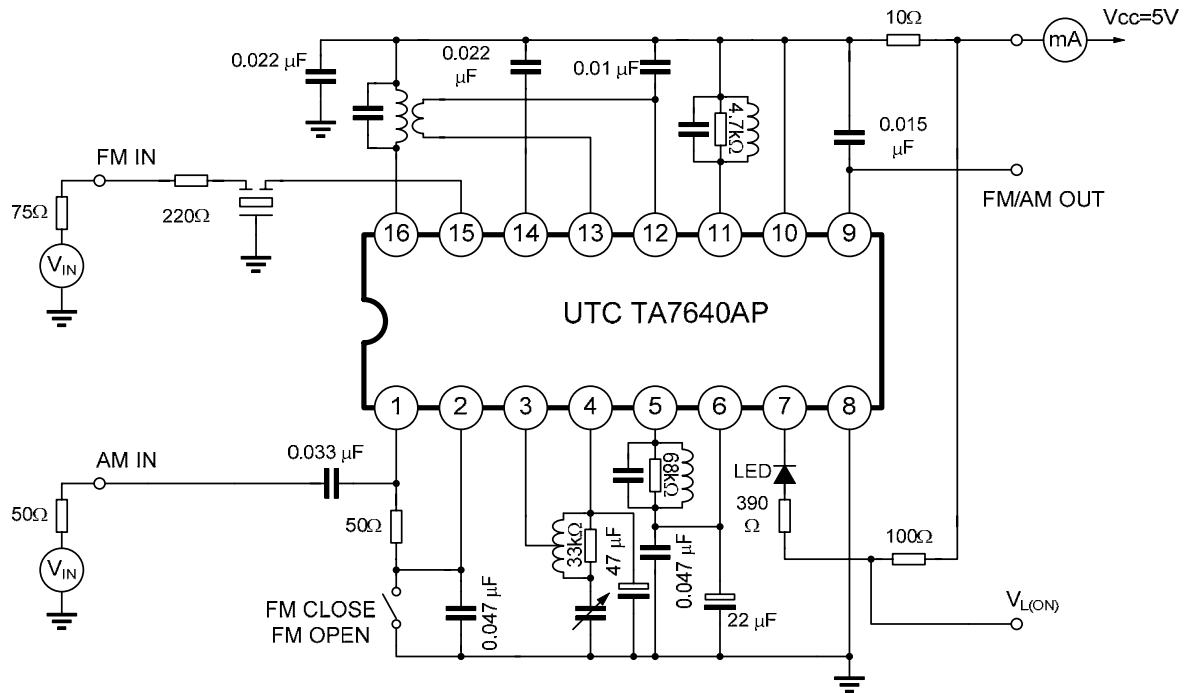 10Ω
Vcc=5V
mA
0.022 μF
0.022
μF
0.01 μF
4.7kΩ
0.015
μF
FM IN
FM/AM OUT
75Ω
220Ω
VIN
16
15
14
13
12
11
10
9
UTC TA7640AP
1
2
3
4
5
6
7
8
0.033 μF
AM IN
50Ω
50Ω
VIN
33kΩ
47 μF
68kΩ
LED
390
Ω
100Ω
0.047 μF
0.047 μF
22 μF
FM CLOSE
FM OPEN
VL(ON)